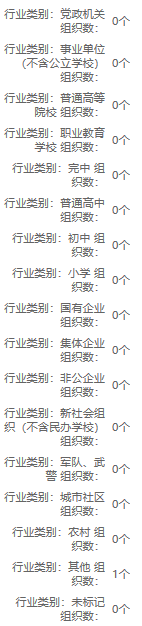 行业类别：党政机关
组织数： 0个
行业类别：事业单位
（不含公立学校）
组织数： 0个
行业类别：普通高等
院校 组织数： 0个
行业类别：职业教育
学校 组织数： 0个
行业类别：完中 组
织数： 0个
行业类别：普通高中
组织数： 0个
行业类别：初中 组
织数： 0个
行业类别：小学 组
织数： 0个
行业类别：国有企业
组织数： 0个
行业类别：集体企业
组织数： 0个
行业类别：非公企业
组织数： 0个
行业类别：新社会组
织（不含民办学校）
组织数： 0个
行业类别：军队、武
警 组织数： 0个
行业类别：城市社区
组织数： 0个
行业类别：农村 组
织数： 0个
行业类别：其他 组
织数： 1个
行业类别：未标记
组织数： 0个